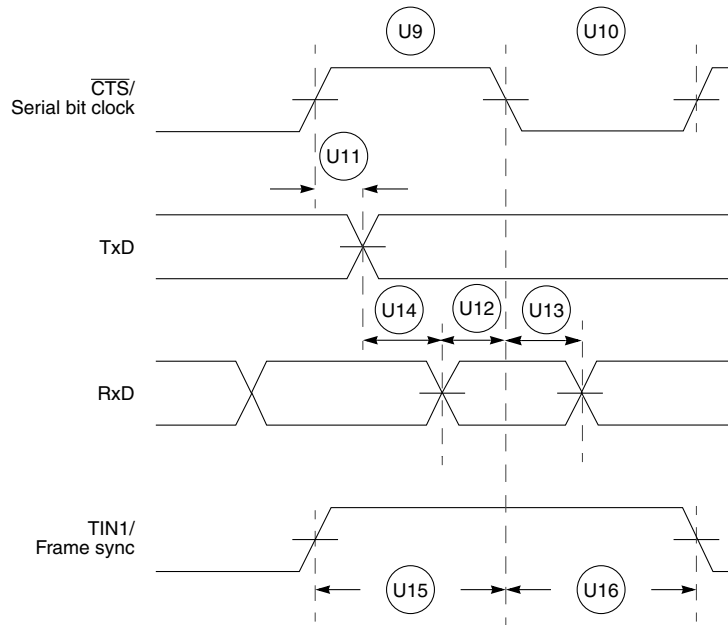 U9
U10
CTS/
Serial bit clock
U11
TxD
U14
U12
U13
RxD
TIN1/
Frame sync
U15
U16